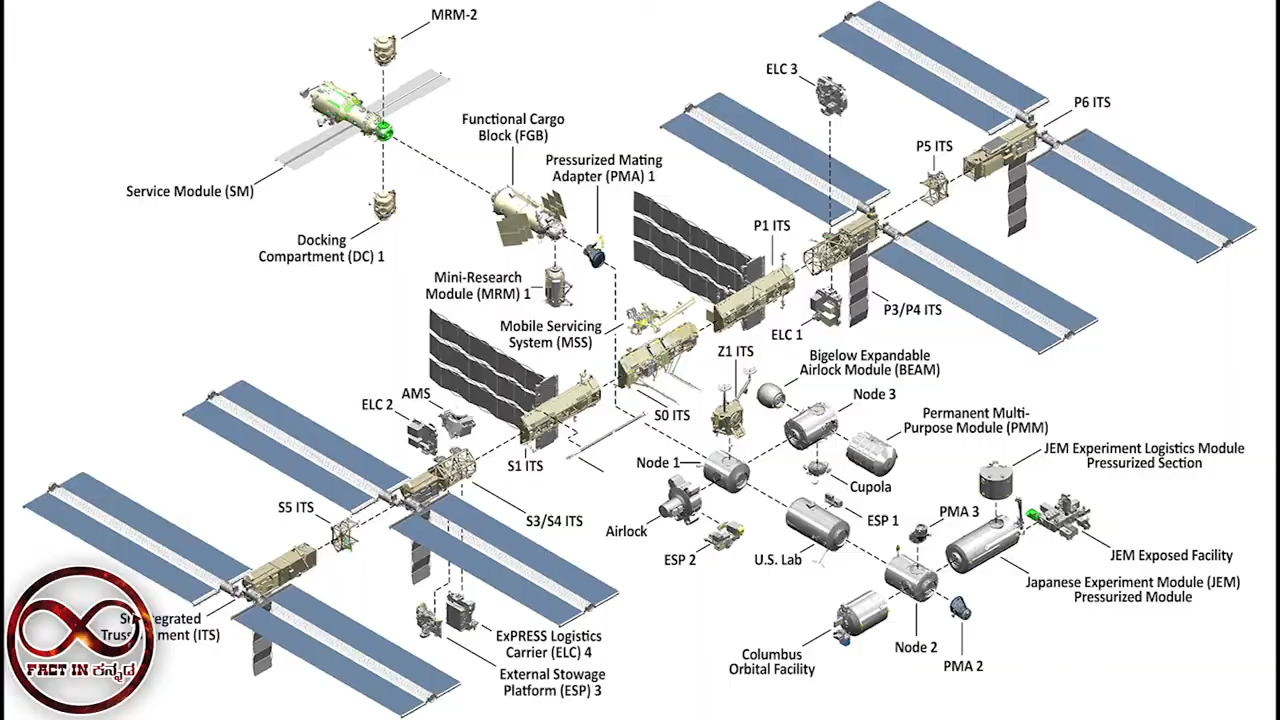 MRM-2
ELC 3
P6 ITS
Functional Cargo
Block (FGB)
P5 ITS
Pressurized Mating
Adapter (PMA) 1
Service Module (SM)
P1 ITS
Docking
Compartment (DC) 1
Mini-Research
Module (MRM) 1
P3/P4 ITS
Mobile Servicing
System (MSS)
ELC 1
Z1 ITS
Bigelow Expandable
Airlock Module (BEAM)
AMS
Node 3
ELC 2
S0 ITS
Permanent Multi-
Purpose Module (PMM)
JEM Experiment Logistics Module
Pressurized Section
Node 1
S1 ITS
Cupola
S5 ITS
S3/S4 ITS
Airlock
ESP 1
PMA 3
ESP 2
U.S. Lab
JEM Exposed Facility
Japanese Experiment Module (JEM)
Pressurized Module
ExPRESS Logistics
Carrier (ELC) 4
Node 2
Columbus
Orbital Facility
PMA 2
External Stowage
Platform (ESP) 3
(ITS)
FACT IN ಕನ್ನಡ